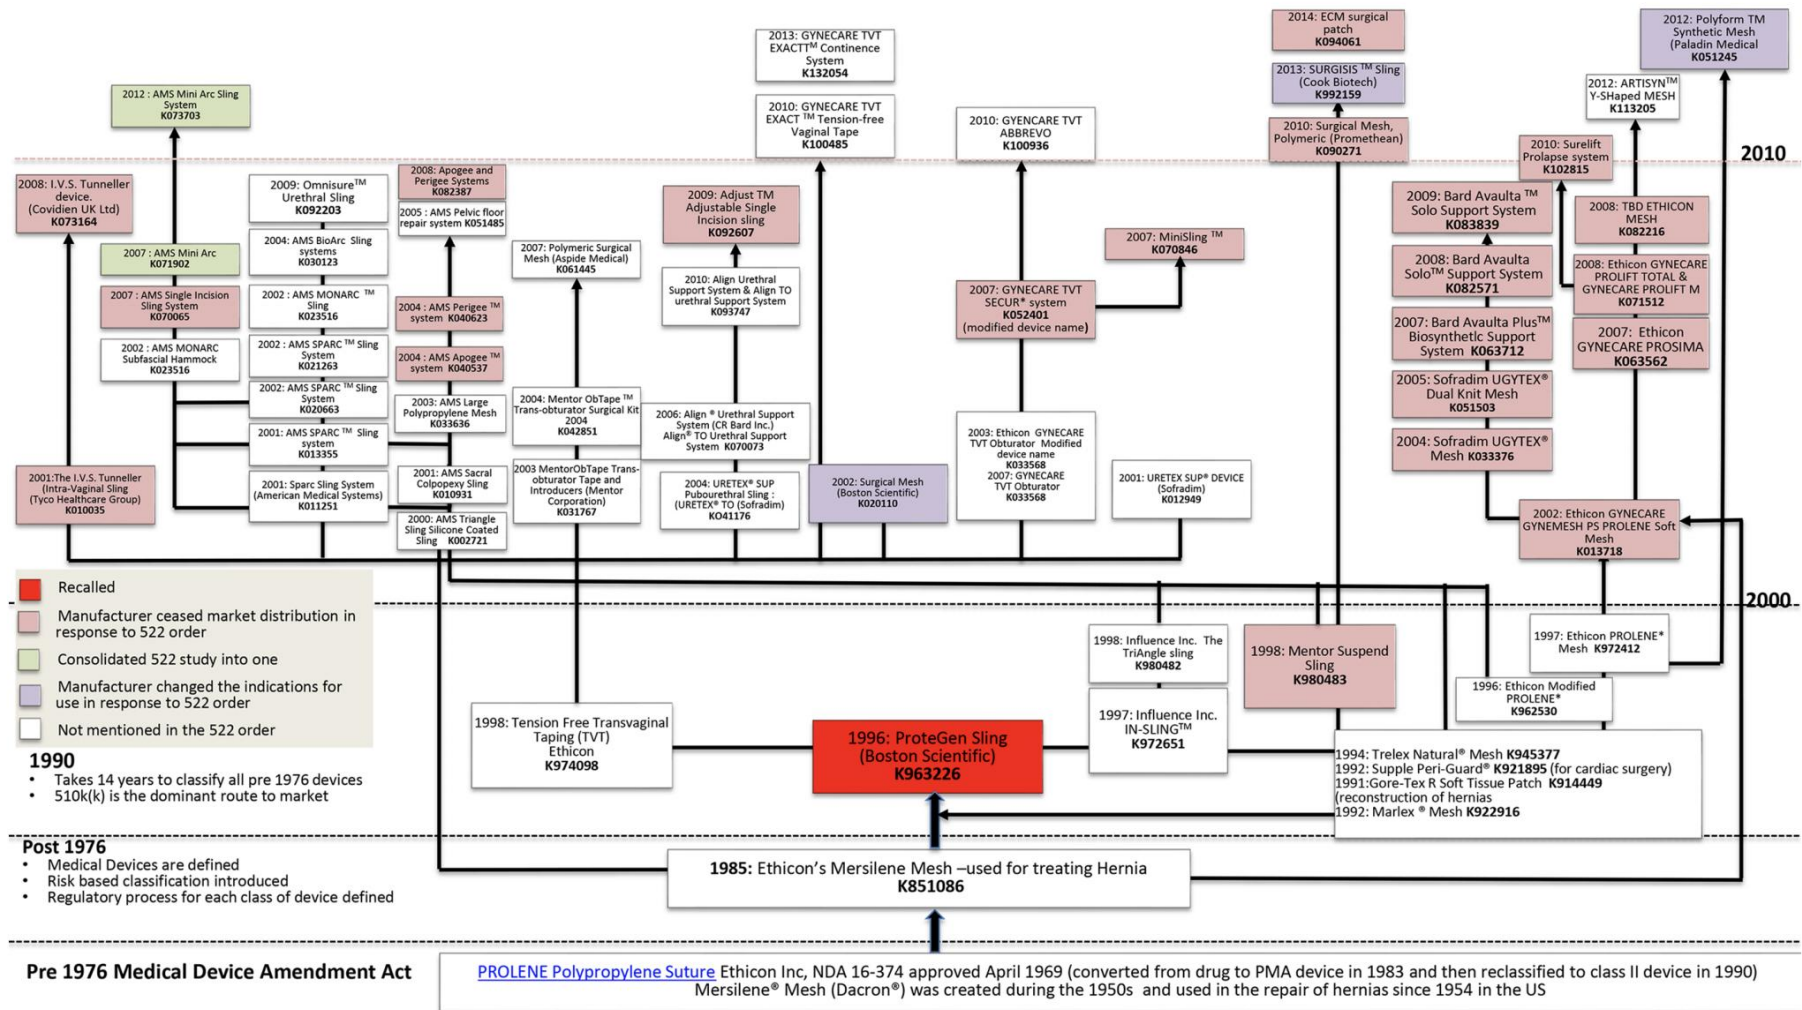 2014: ECM surgical
patch
K094061
2012: Polyform TM
Synthetic Mesh
(Paladin Medical
K051245
2013: GYNECARE TVT
EXACTTᴹ Continence
System
K132054
2013: SURGISIS ™ Sling
(Cook Biotech)
K992159
2012: ARTISYN™
Y-SHaped MESH
K113205
2012 : AMS Mini Arc Sling
System
K073703
2010: GYNECARE TVT
EXACT ™ Tension-free
Vaginal Tape
K100485
2010: GYENCARE TVT
ABBREVO
K100936
2010: Surgical Mesh,
Polymeric (Promethean)
K090271
2010: Surelift
Prolapse system
K102815
2010
2008: I.V.S. Tunneller
device.
(Covidien UK Ltd)
K073164
2009: Omnisure™
Urethral Sling
K092203
2008: Apogee and
Perigee Systems
K082387
2005 : AMS Pelvic floor
repair system K051485
2009: Adjust TM
Adjustable Single
Incision sling
K092607
2009: Bard Avaulta ™
Solo Support System
K083839
2008: TBD ETHICON
MESH
K082216
2007 : AMS Mini Arc
K071902
2004: AMS BioArc Sling
systems
K030123
2007: Polymeric Surgical
Mesh (Aspide Medical)
K061445
2007: MiniSling ™
K070846
2008: Bard Avaulta
Solo™ Support System
K082571
2008: Ethicon GYNECARE
PROLIFT TOTAL &
GYNECARE PROLIFT M
K071512
2007 : AMS Single Incision
Sling System
K070065
2002 : AMS MONARC ™
Sling
K023516
2004 : AMS Perigee ™
system K040623
2010: Align Urethral
Support System & Align TO
urethral Support System
K093747
2007: GYNECARE TVT
SECUR* system
K052401
(modified device name)
2007: Bard Avaulta Plus™
Biosynthetic Support
System K063712
2007: Ethicon
GYNECARE PROSIMA
K063562
2002 : AMS MONARC
Subfascial Hammock
K023516
2002 : AMS SPARC ™ Sling
System
K021263
2004 : AMS Apogee ™
system K040537
2005: Sofradim UGYTEX®
Dual Knit Mesh
K051503
2002: AMS SPARC ™ Sling
System
K020663
2003: AMS Large
Polypropylene Mesh
K033636
2004: Mentor ObTape ™
Trans-obturator Surgical Kit
2004
K042851
2006: Align ® Urethral Support
System (CR Bard Inc.)
Align® TO Urethral Support
System K070073
2003: Ethicon GYNECARE
TVT Obturator Modified
device name
K033568
2007: GYNECARE
TVT Obturator
K033568
2004: Sofradim UGYTEX®
Mesh K033376
2001: AMS SPARC ™ Sling
system
K013355
2001:The I.V.S. Tunneller
(Intra-Vaginal Sling
(Tyco Healthcare Group)
K010035
2001: Sparc Sling System
(American Medical Systems)
K011251
2001: AMS Sacral
Colpopexy Sling
K010931
2003 MentorObTape Trans-
obturator Tape and
Introducers (Mentor
Corporation)
K031767
2004: URETEX® SUP
Pubourethral Sling :
(URETEX® TO (Sofradim)
KO41176
2002: Surgical Mesh
(Boston Scientific)
K020110
2001: URETEX SUP® DEVICE
(Sofradim)
K012949
2000: AMS Triangle
Sling Silicone Coated
Sling K002721
2002: Ethicon GYNECARE
GYNEMESH PS PROLENE Soft
Mesh
K013718
Recalled
Manufacturer ceased market distribution in
response to 522 order
Consolidated 522 study into one
Manufacturer changed the indications for
use in response to 522 order
Not mentioned in the 522 order
2000
1998: Influence Inc. The
TriAngle sling
K980482
1998: Mentor Suspend
Sling
K980483
1997: Ethicon PROLENE*
Mesh K972412
1996: Ethicon Modified
PROLENE*
K962530
1998: Tension Free Transvaginal
Taping (TVT)
Ethicon
K974098
1996: ProteGen Sling
(Boston Scientific)
K963226
1997: Influence Inc.
IN-SLING™
K972651
1994: Trelex Natural® Mesh K945377
1992: Supple Peri-Guard® K921895 (for cardiac surgery)
1991:Gore-Tex R Soft Tissue Patch K914449
(reconstruction of hernias
1992: Marlex ® Mesh K922916
1990
• Takes 14 years to classify all pre 1976 devices
• 510k(k) is the dominant route to market
Post 1976
• Medical Devices are defined
• Risk based classification introduced
• Regulatory process for each class of device defined
1985: Ethicon’s Mersilene Mesh –used for treating Hernia
K851086
Pre 1976 Medical Device Amendment Act
PROLENE Polypropylene Suture Ethicon Inc, NDA 16-374 approved April 1969 (converted from drug to PMA device in 1983 and then reclassified to class II device in 1990)
Mersilene® Mesh (Dacron®) was created during the 1950s and used in the repair of hernias since 1954 in the US